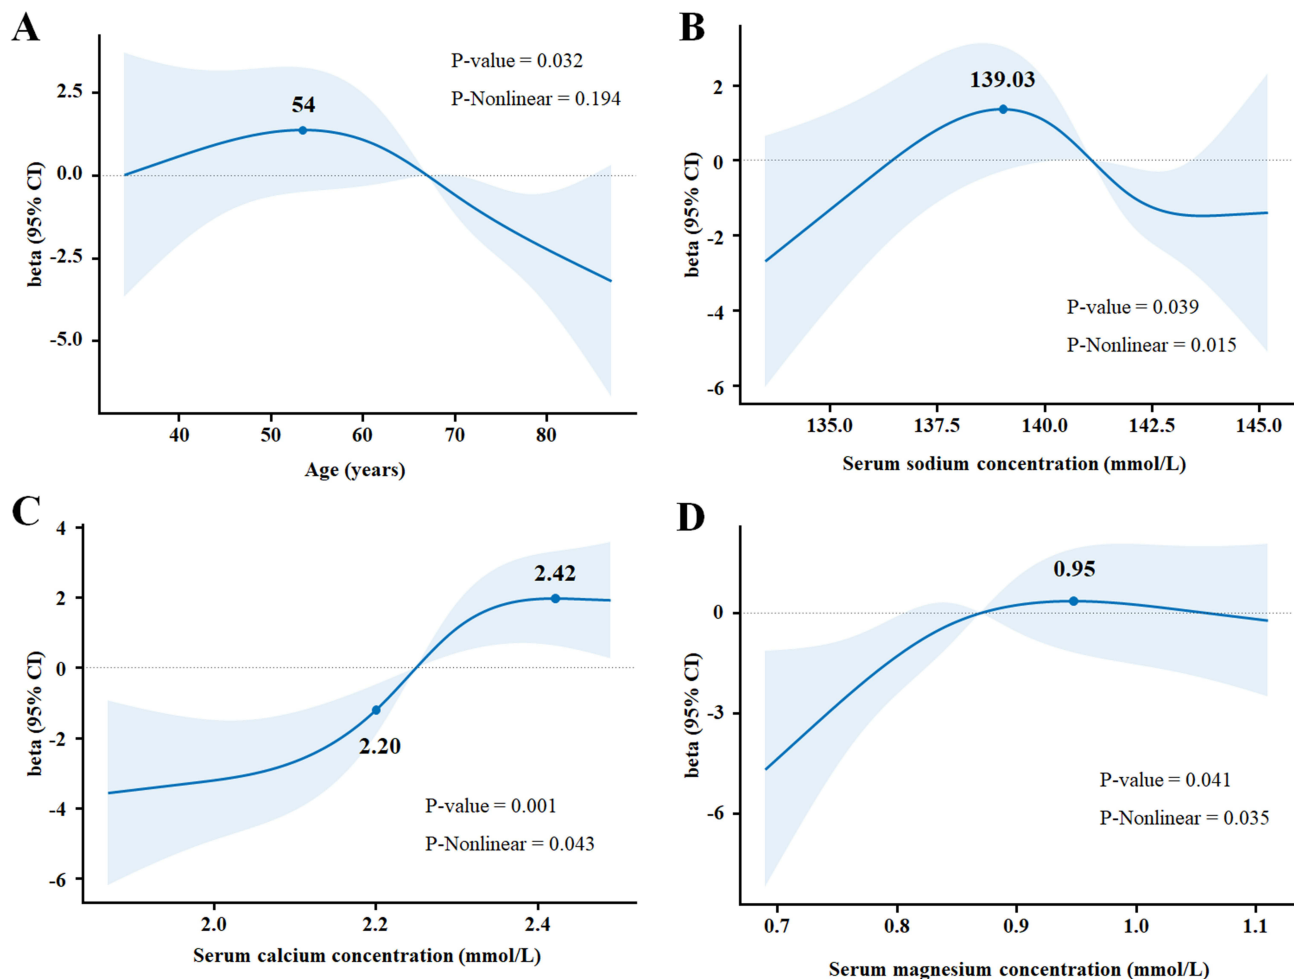 A
P-value = 0.032
P-Nonlinear = 0.194
54
2.5
0.0
-2.5
-5.0
beta (95% CI)
40 50 60 70 80
Age (years)
B
139.03
2
0
-2
-4
-6
beta (95% CI)
P-value = 0.039
P-Nonlinear = 0.015
135.0 137.5 140.0 142.5 145.0
Serum sodium concentration (mmol/L)
C
4
2
0
-2
-4
-6
beta (95% CI)
2.42
2.20
P-value = 0.001
P-Nonlinear = 0.043
2.0 2.2 2.4
Serum calcium concentration (mmol/L)
D
0.95
0
-3
-6
beta (95% CI)
P-value = 0.041
P-Nonlinear = 0.035
0.7 0.8 0.9 1.0 1.1
Serum magnesium concentration (mmol/L)